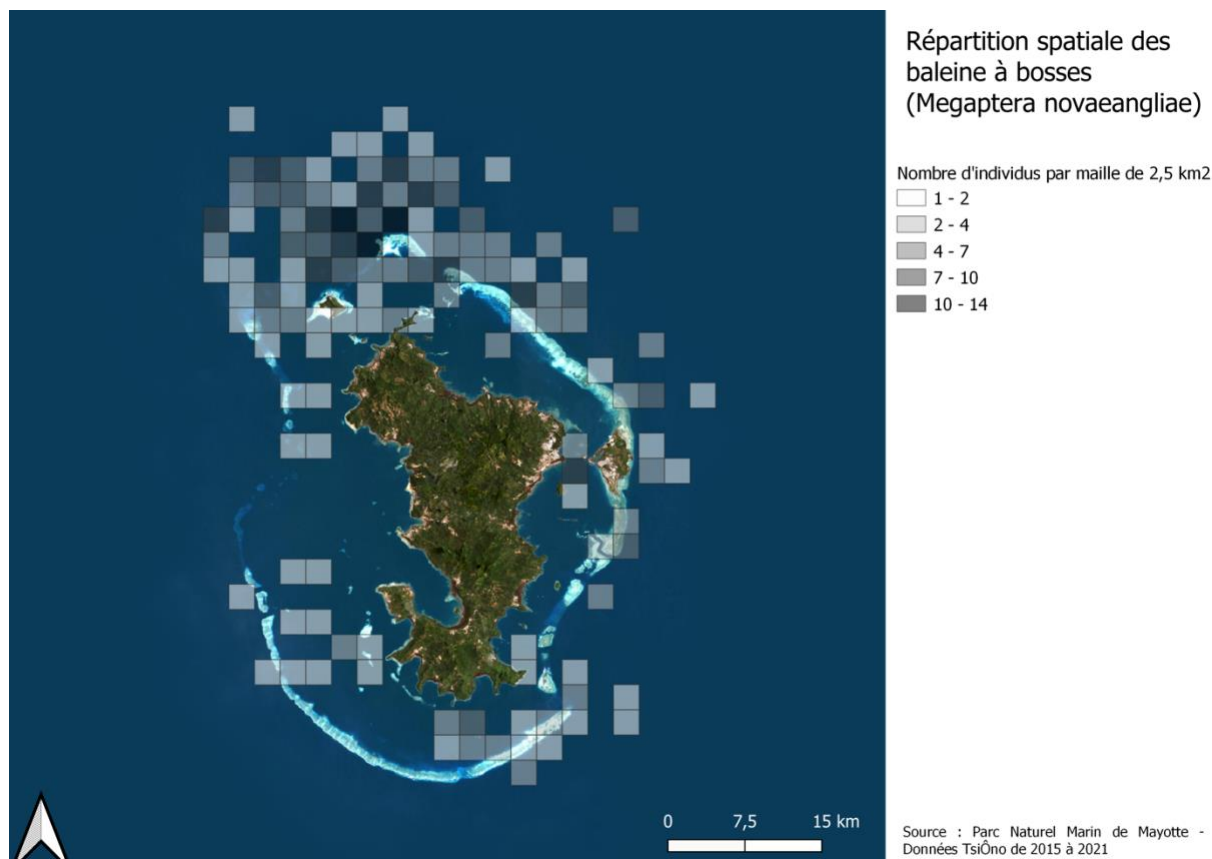 Répartition spatiale des
baleine à bosses
(Megaptera novaeangliae)
Nombre d'individus par maille de 2,5 km2
1 - 2
2 - 4
4 - 7
7 - 10
10 - 14
0 7,5 15 km
Source : Parc Naturel Marin de Mayotte -
Données TsiÔno de 2015 à 2021